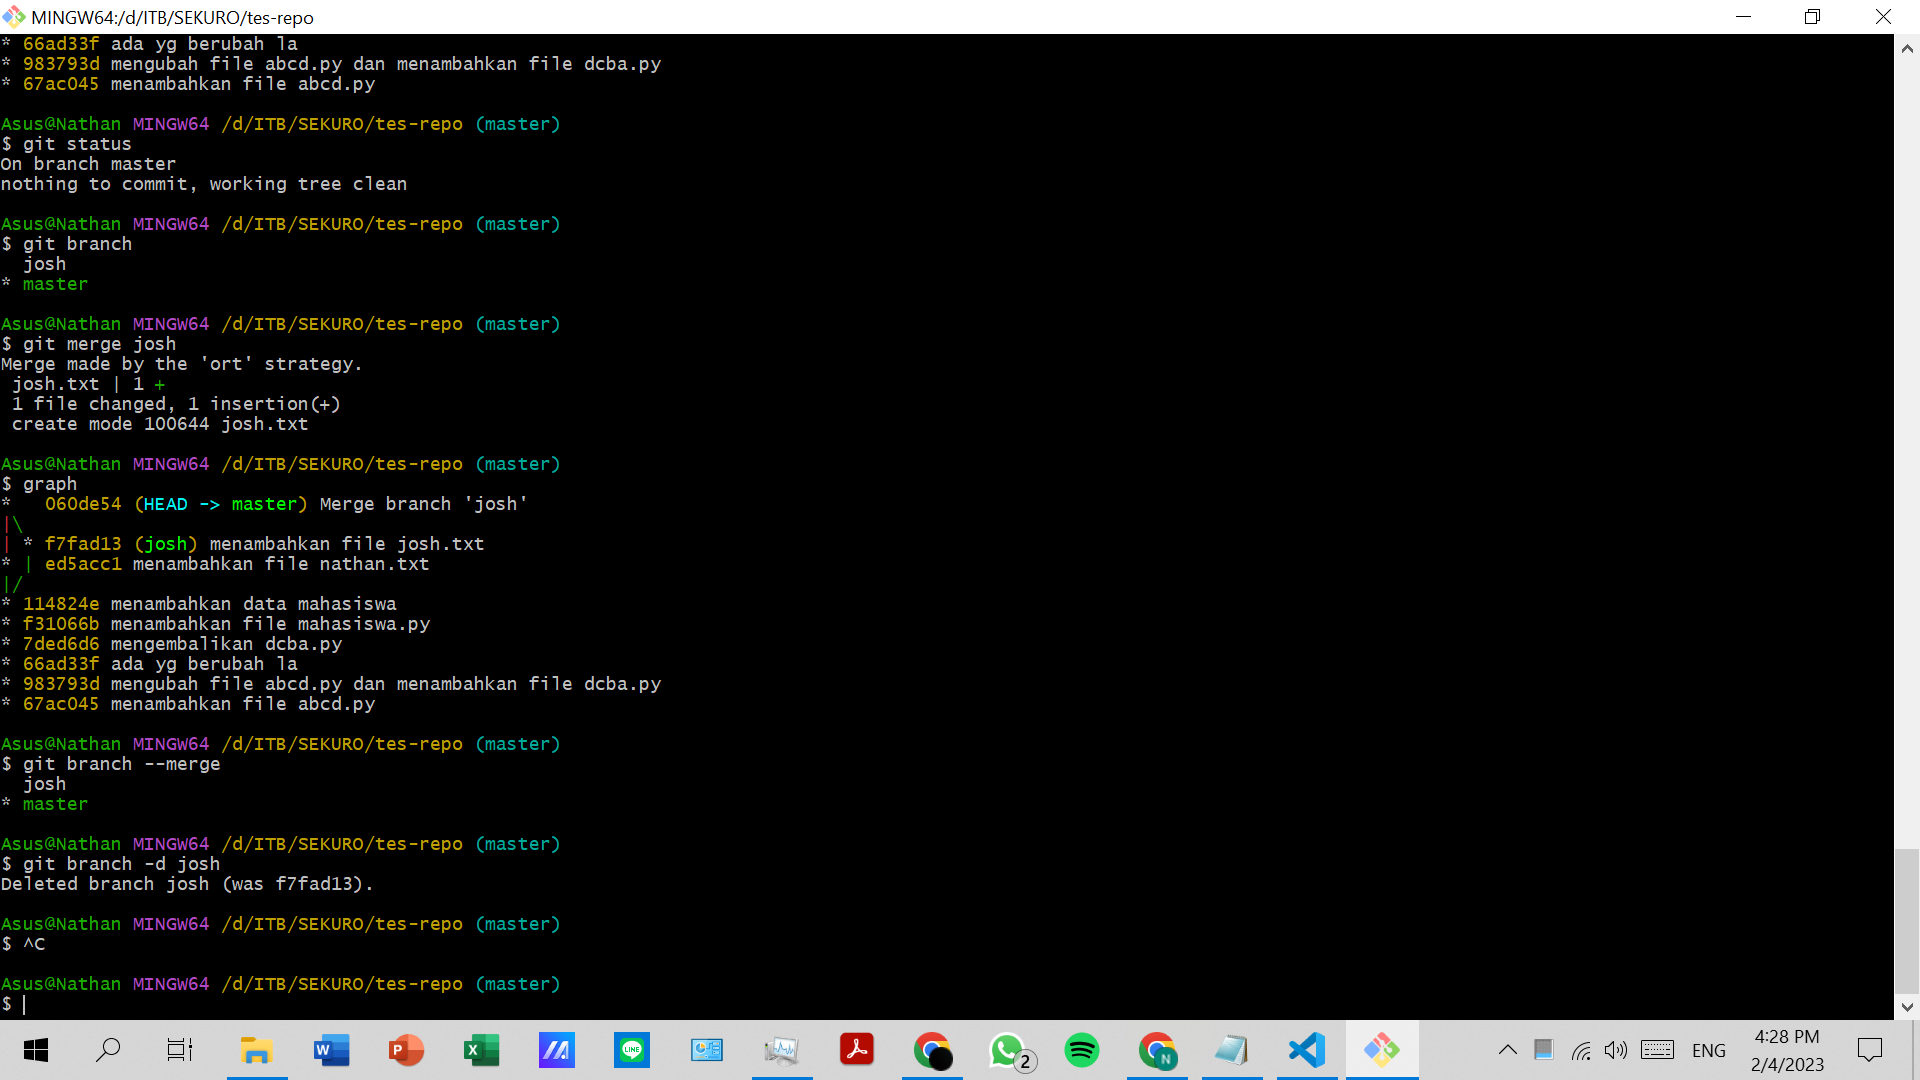 MINGW64:/d/ITB/SEKURO/tes-repo
* 66ad33f ada yg berubah la
* 983793d mengubah file abcd.py dan menambahkan file dcba.py
* 67ac045 menambahkan file abcd.py
Asus@Nathan MINGW64 /d/ITB/SEKURO/tes-repo (master)
$ git status
On branch master
nothing to commit, working tree clean
Asus@Nathan MINGW64 /d/ITB/SEKURO/tes-repo (master)
$ git branch
  josh
* master
Asus@Nathan MINGW64 /d/ITB/SEKURO/tes-repo (master)
$ git merge josh
Merge made by the 'ort' strategy.
 josh.txt | 1 +
 1 file changed, 1 insertion(+)
 create mode 100644 josh.txt
Asus@Nathan MINGW64 /d/ITB/SEKURO/tes-repo (master)
$ graph
*   060de54 (HEAD -> master) Merge branch 'josh'
|\
| * f7fad13 (josh) menambahkan file josh.txt
* | ed5acc1 menambahkan file nathan.txt
|/
* 114824e menambahkan data mahasiswa
* f31066b menambahkan file mahasiswa.py
* 7ded6d6 mengembalikan dcba.py
* 66ad33f ada yg berubah la
* 983793d mengubah file abcd.py dan menambahkan file dcba.py
* 67ac045 menambahkan file abcd.py
Asus@Nathan MINGW64 /d/ITB/SEKURO/tes-repo (master)
$ git branch --merge
  josh
* master
Asus@Nathan MINGW64 /d/ITB/SEKURO/tes-repo (master)
$ git branch -d josh
Deleted branch josh (was f7fad13).
Asus@Nathan MINGW64 /d/ITB/SEKURO/tes-repo (master)
$ ^C
Asus@Nathan MINGW64 /d/ITB/SEKURO/tes-repo (master)
$
W
P
X
LINE
2
N
ENG
4:28 PM
2/4/2023